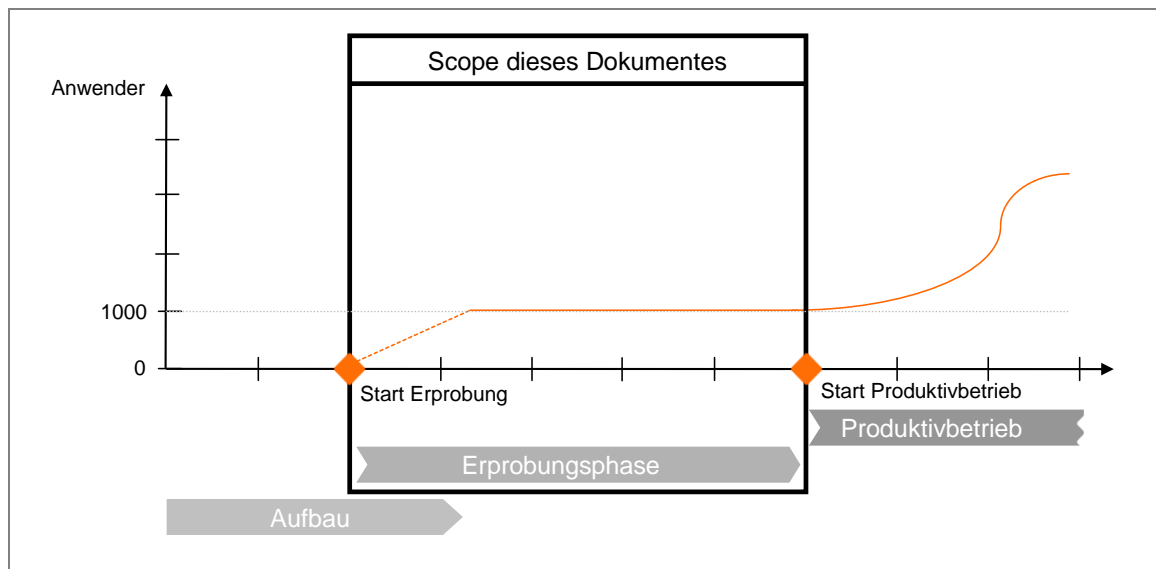 Scope dieses Dokumentes
Anwender
1000
0
Start Erprobung
Start Produktivbetrieb
Produktivbetrieb
Erprobungsphase
Aufbau